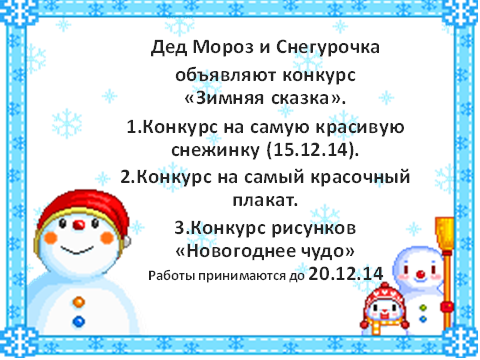 Дед Мороз и Снегурочка
объявляют конкурс
«Зимняя сказка».
1.Конкурс на самую красивую
снежинку (15.12.14).
2.Конкурс на самый красочный
плакат.
3.Конкурс рисунков
«Новогоднее чудо»
Работы принимаются до 20.12.14